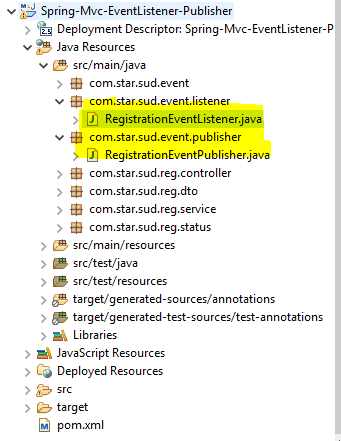 Spring-Mvc-EventListener-Publisher
Deployment Descriptor: Spring-Mvc-EventListener-P
Java Resources
src/main/java
com.star.sud.event
com.star.sud.event.listener
RegistrationEventListener.java
com.star.sud.event.publisher
RegistrationEventPublisher.java
com.star.sud.reg.controller
com.star.sud.reg.dto
com.star.sud.reg.service
com.star.sud.reg.status
src/main/resources
src/test/java
src/test/resources
target/generated-sources/annotations
target/generated-test-sources/test-annotations
Libraries
JavaScript Resources
Deployed Resources
src
target
pom.xml